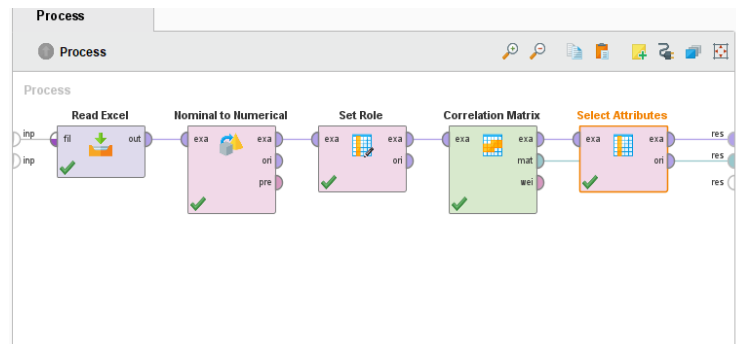 Process
Process
Process
Read Excel
Nominal to Numerical
Set Role
Correlation Matrix
Select Attributes
inp
inp
fil
out
exa
exa
ori
pre
exa
exa
ori
exa
exa
mat
wei
exa
exa
ori
res
res
res